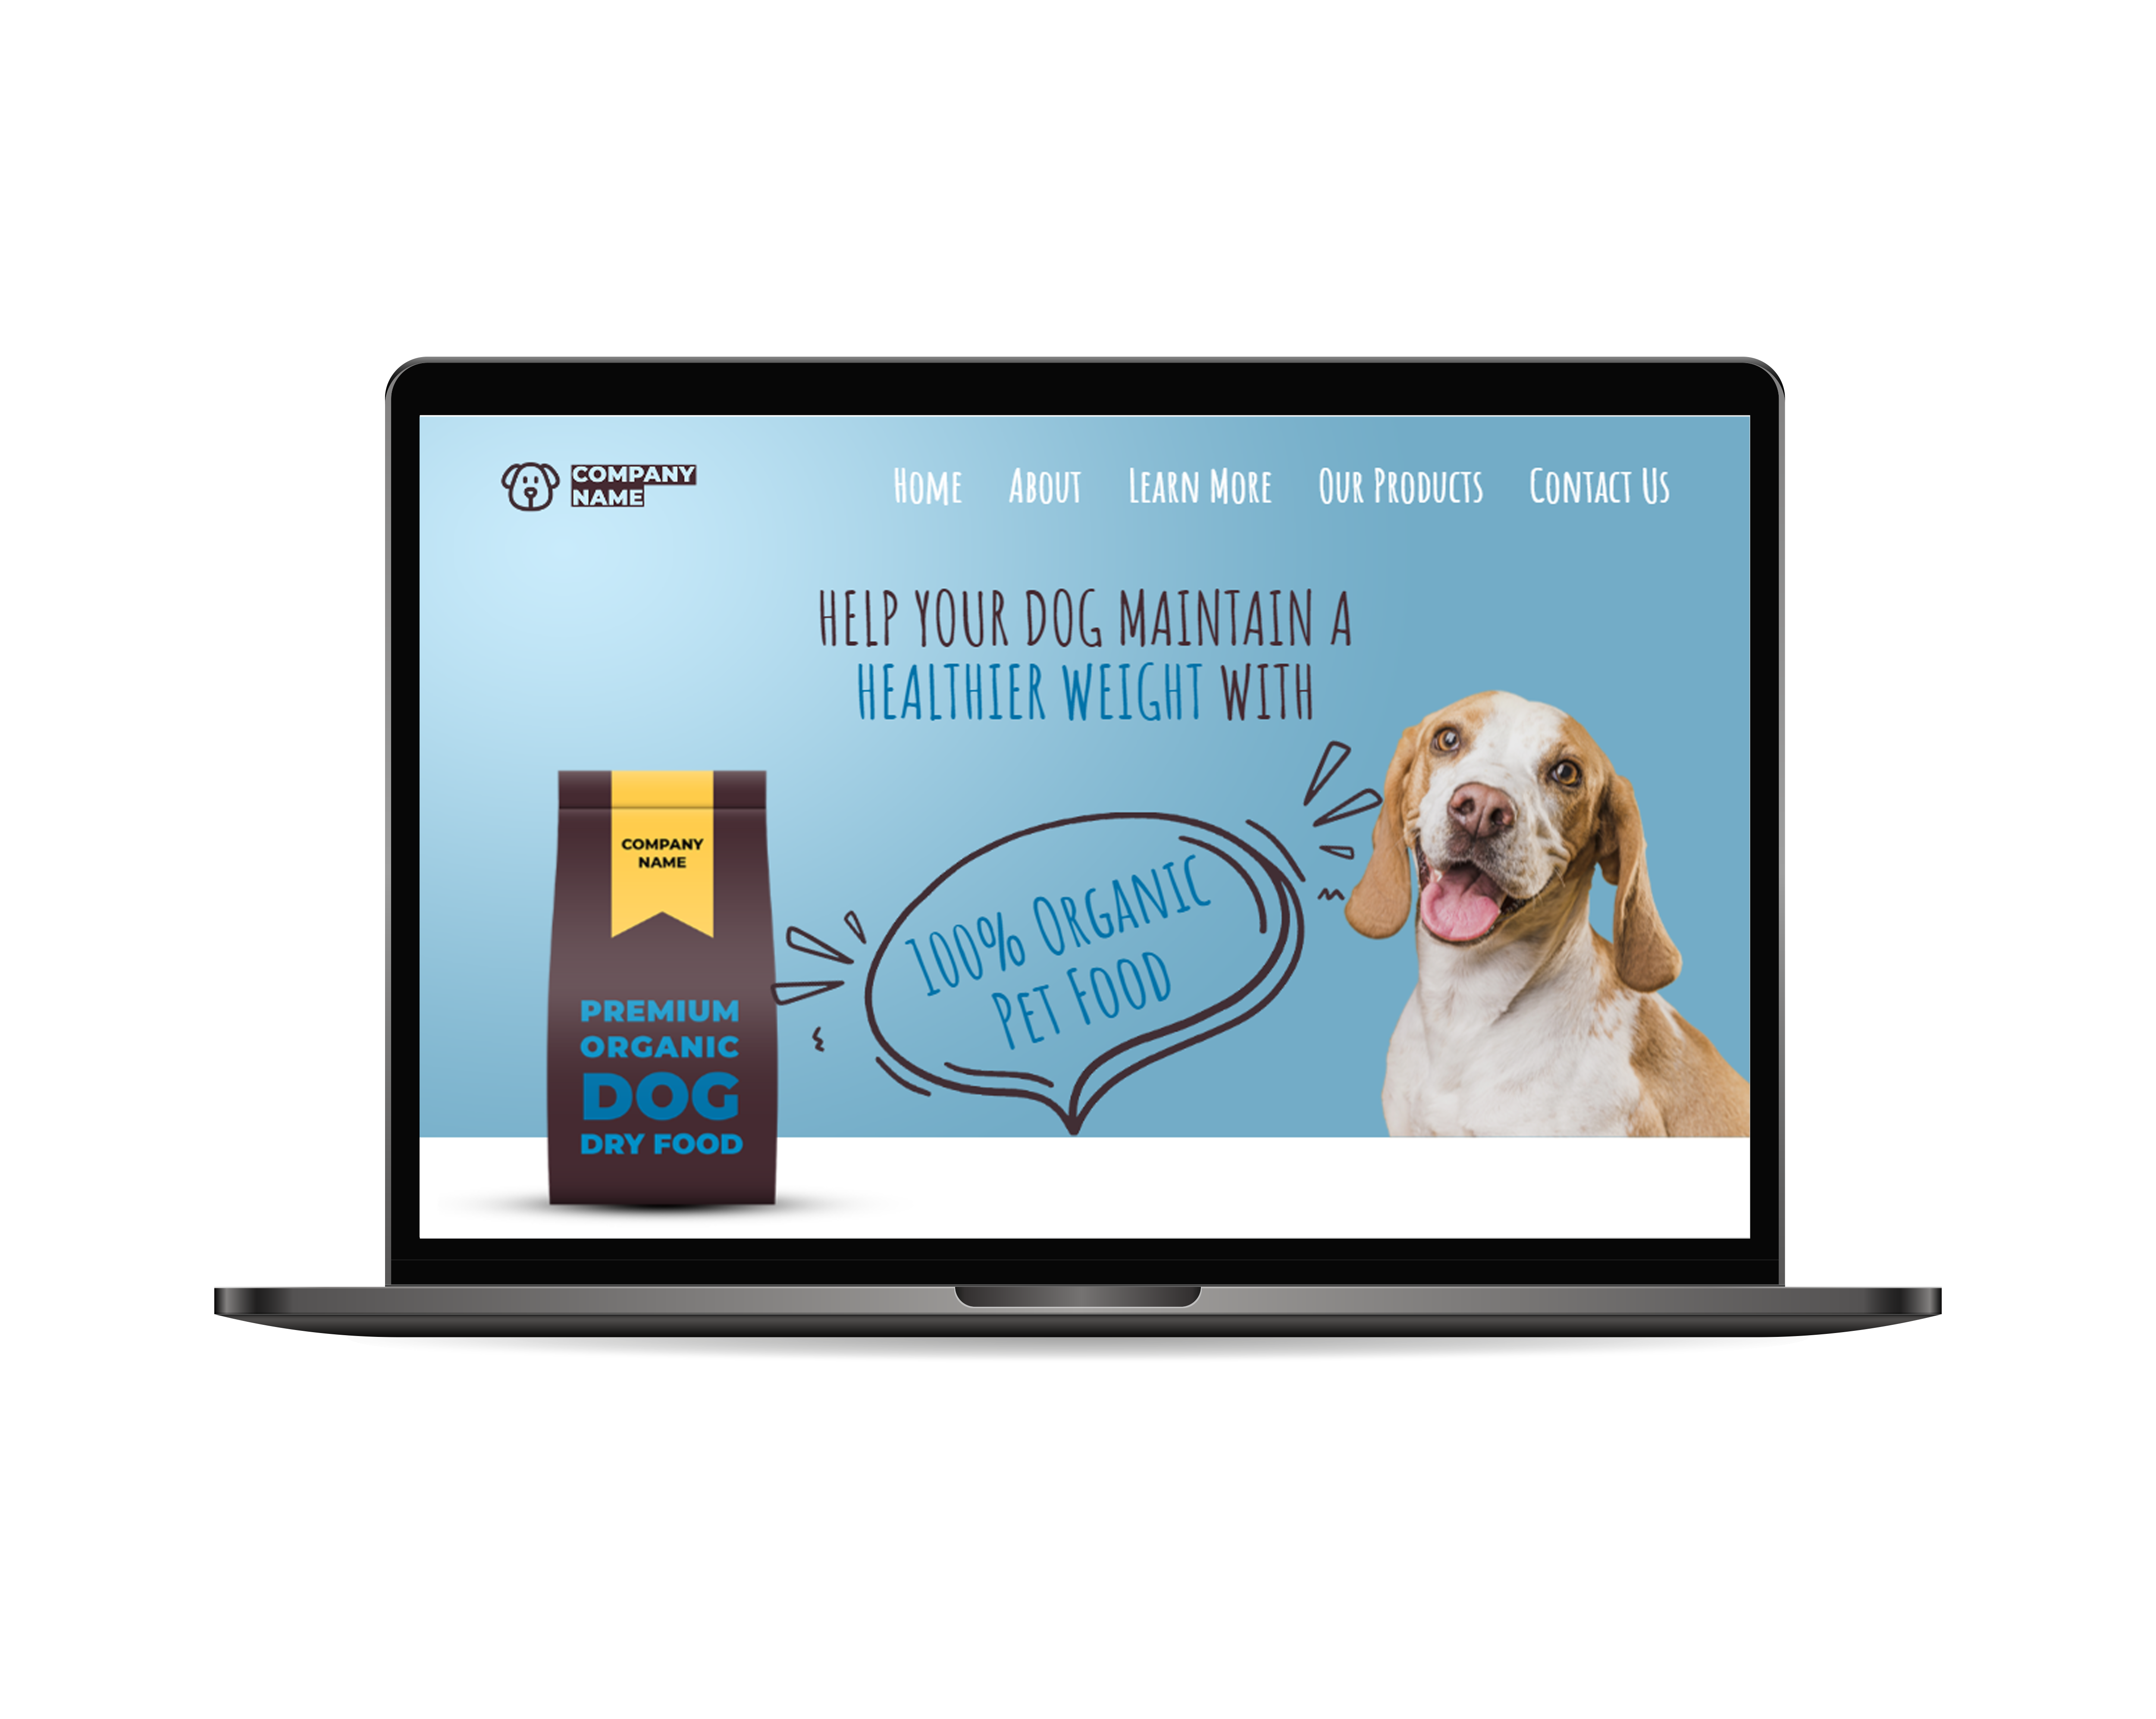 COMPANY
NAME
Home About Learn More Our Products Contact Us
HELP YOUR DOG MAINTAIN A
HEALTHIER WEIGHT WITH
COMPANY
NAME
PREMIUM
ORGANIC
DOG
DRY FOOD
100% Organic
Pet Food